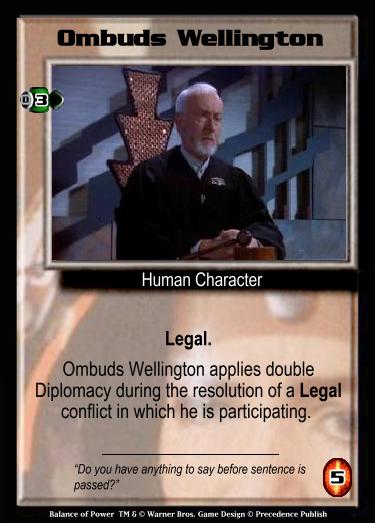 Ombuds Wellington
D 3
Human Character
Legal.
Ombuds Wellington applies double
Diplomacy during the resolution of a Legal
conflict in which he is participating.
“Do you have anything to say before sentence is
passed?”
5
Balance of Power TM & © Warner Bros. Game Design © Precedence Publish